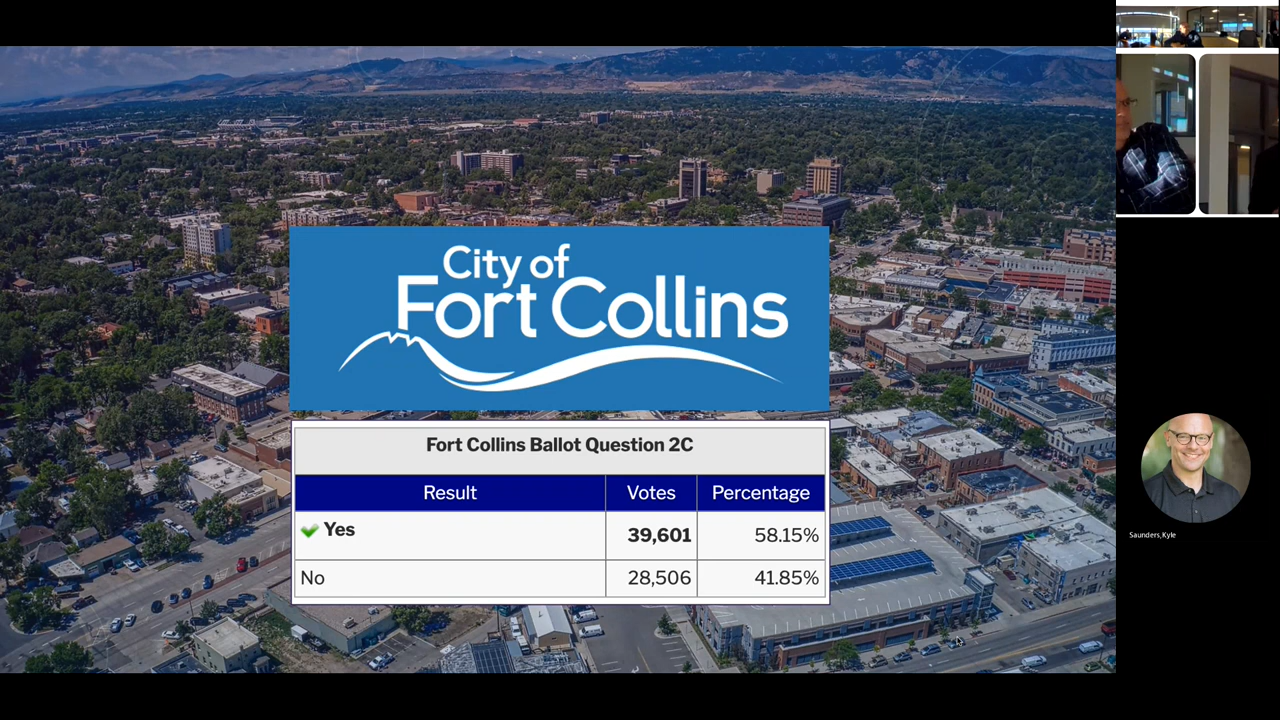 City of
Fort Collins
Fort Collins Ballot Question 2C
Result Votes Percentage
Yes 39,601 58.15%
No 28,506 41.85%
Saunders,Kyle